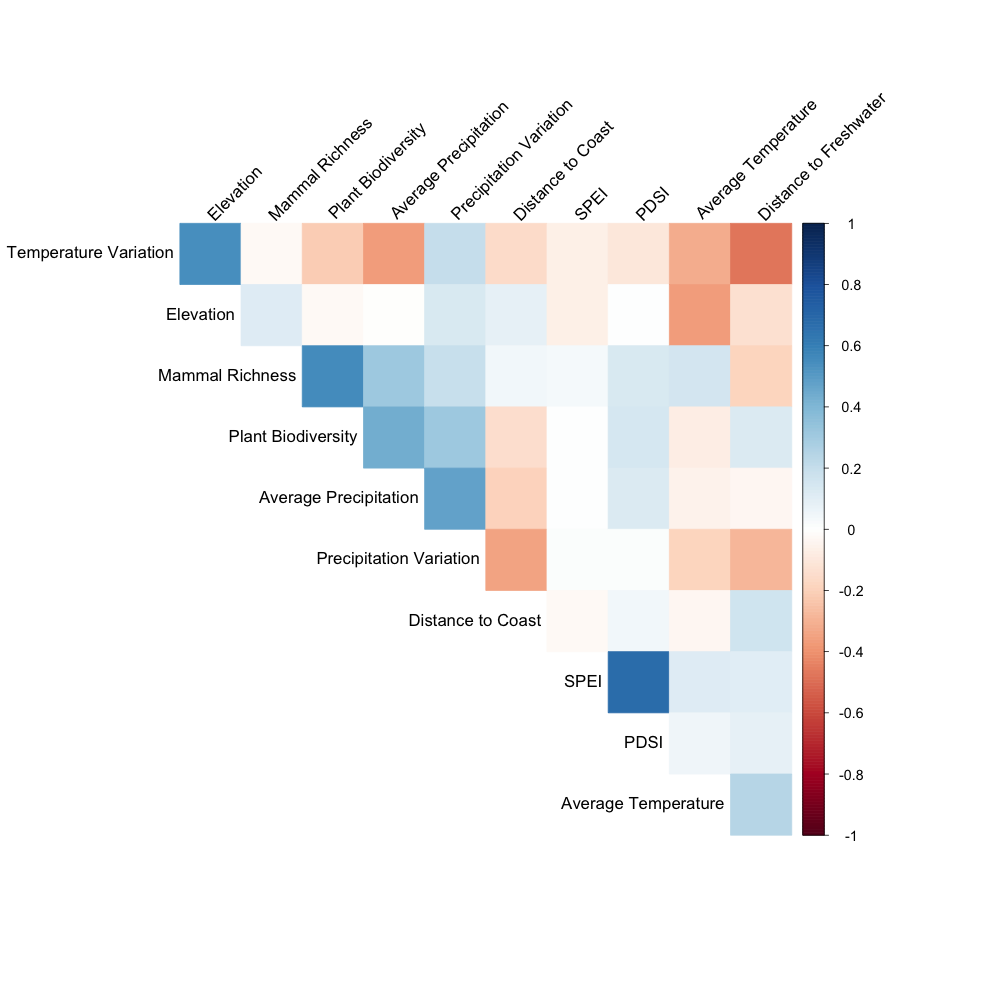 Elevation
Mammal Richness
Plant Biodiversity
Average Precipitation
Precipitation Variation
Distance to Coast
SPEI
PDSI
Average Temperature
Distance to Freshwater
Temperature Variation
Elevation
Mammal Richness
Plant Biodiversity
Average Precipitation
Precipitation Variation
Distance to Coast
SPEI
PDSI
Average Temperature
1
0.8
0.6
0.4
0.2
0
-0.2
-0.4
-0.6
-0.8
-1